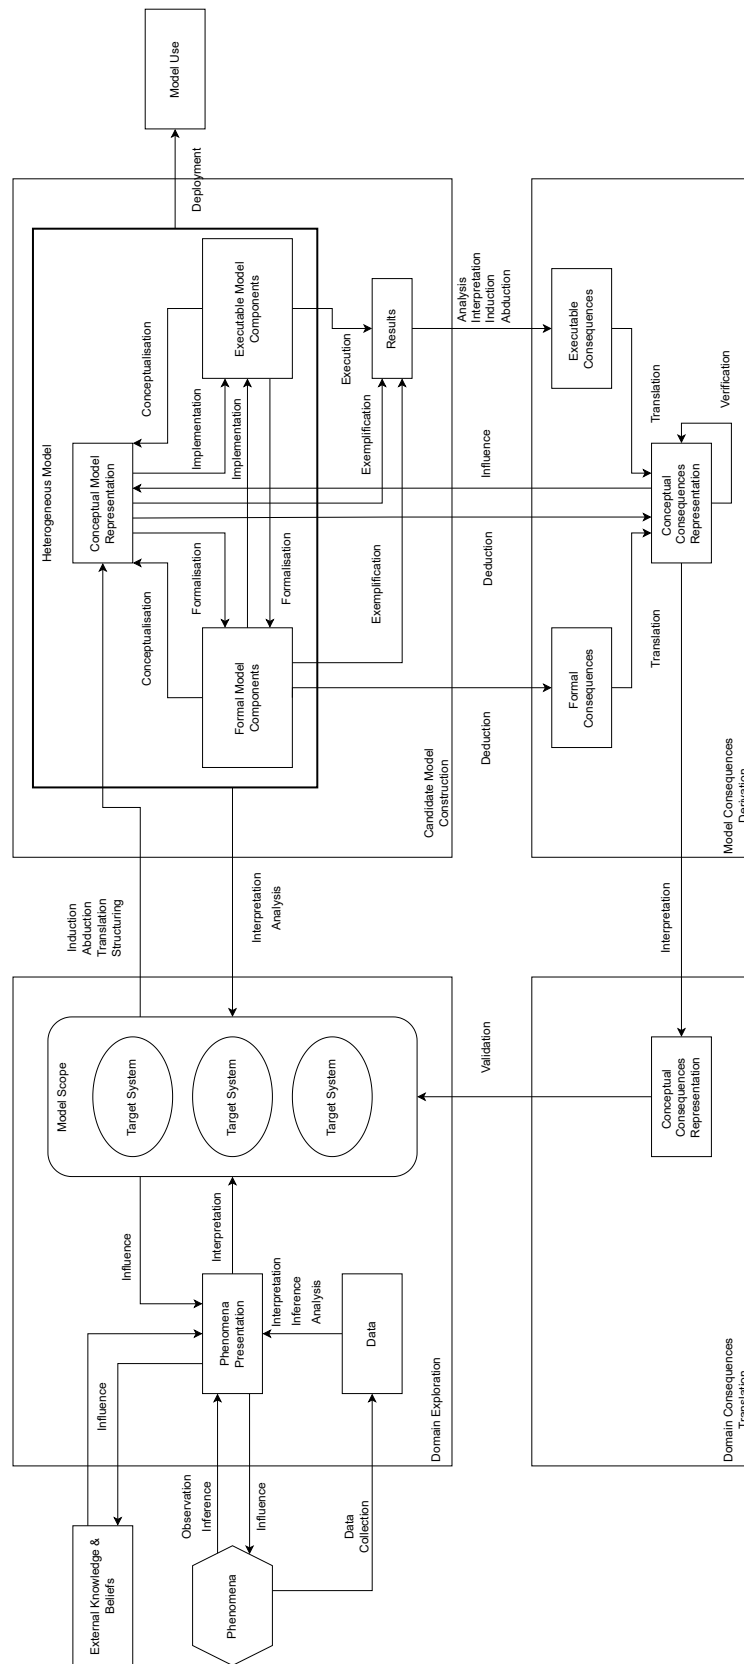 External Knowledge &
Beliefs
Influence
Phenomena
Observation
Inference
Influence
Data
Collection
Domain Exploration
Phenomena
Presentation
Data
Interpretation
Inference
Analysis
Influence
Interpretation
Model Scope
Target System
Target System
Target System
Induction
Abduction
Translation
Structuring
Interpretation
Analysis
Validation
Candidate Model
Construction
Heterogeneous Model
Conceptual Model
Representation
Formal Model
Components
Executable Model
Components
Conceptualisation
Formalisation
Implementation
Conceptualisation
Formalisation
Implementation
Exemplification
Exemplification
Execution
Results
Deployment
Model Use
Deduction
Deduction
Influence
Analysis
Interpretation
Induction
Abduction
Model Consequences
Derivation
Formal
Consequences
Executable
Consequences
Translation
Translation
Conceptual
Consequences
Representation
Verification
Interpretation
Domain Consequences
Translation
Conceptual
Consequences
Representation